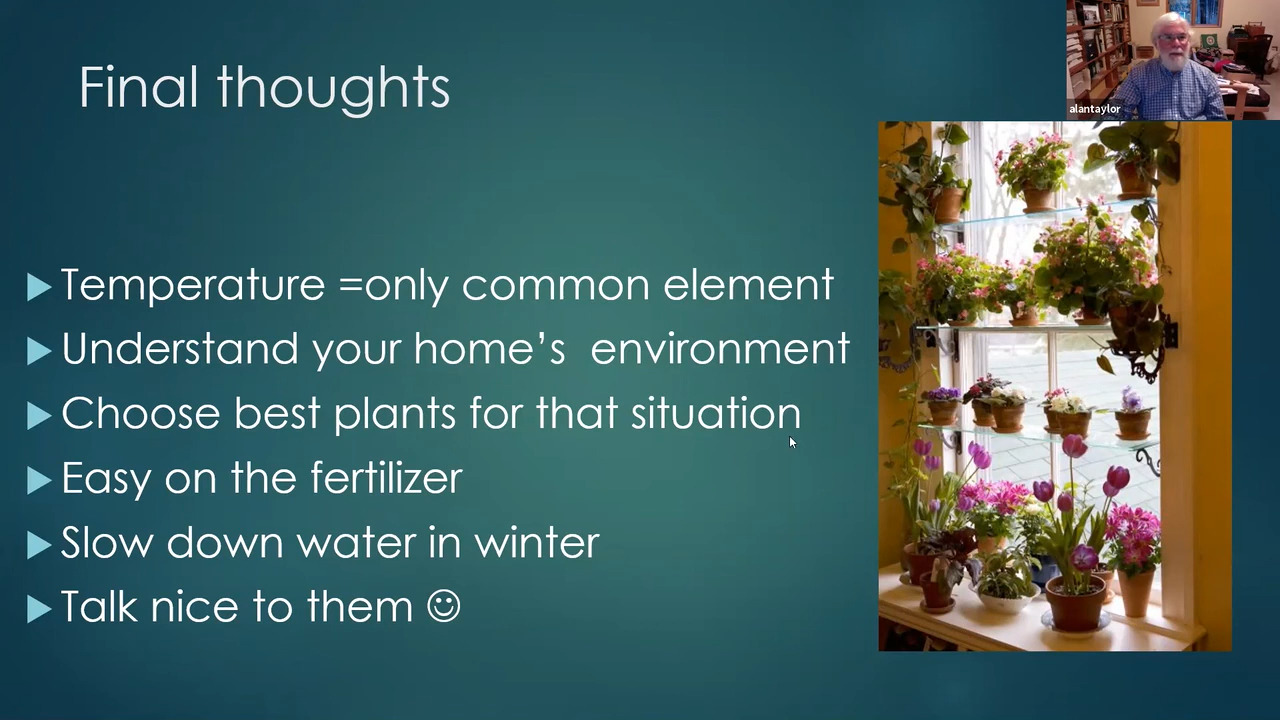 Final thoughts
alantaylor
Temperature =only common element
Understand your home’s  environment
Choose best plants for that situation
Easy on the fertilizer
Slow down water in winter
Talk nice to them ☺